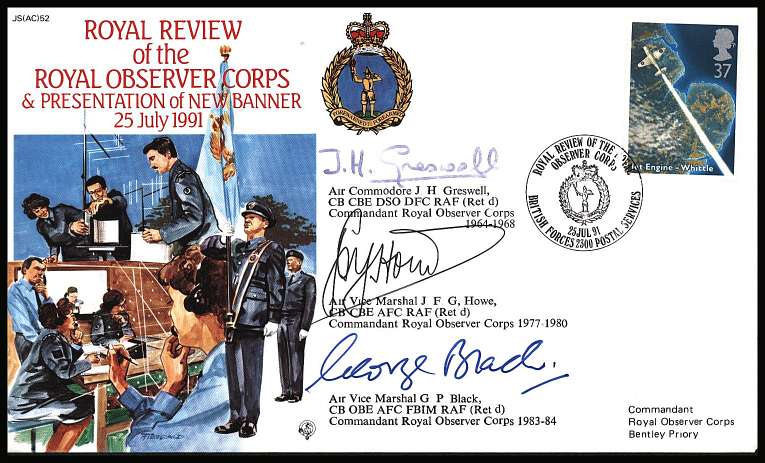 JS(AC)52
ROYAL REVIEW
of the
ROYAL OBSERVER CORPS
& PRESENTATION of NEW BANNER
25 July 1991
37
Jet Engine - Whittle
ROYAL REVIEW OF THE
OBSERVER CORPS
25 JUL 91
BRITISH FORCES 2300 POSTAL SERVICES
J.H. Greswell
Air Commodore J H Greswell,
CB CBE DSO DFC RAF (Ret d)
Commandant Royal Observer Corps
1964-1968
Air Vice Marshal J F G, Howe,
CB CBE AFC RAF (Ret d)
Commandant Royal Observer Corps 1977-1980
George Black.
Air Vice Marshal G P Black,
CB OBE AFC FBIM RAF (Ret d)
Commandant Royal Observer Corps 1983-84
Commandant
Royal Observer Corps
Bentley Priory